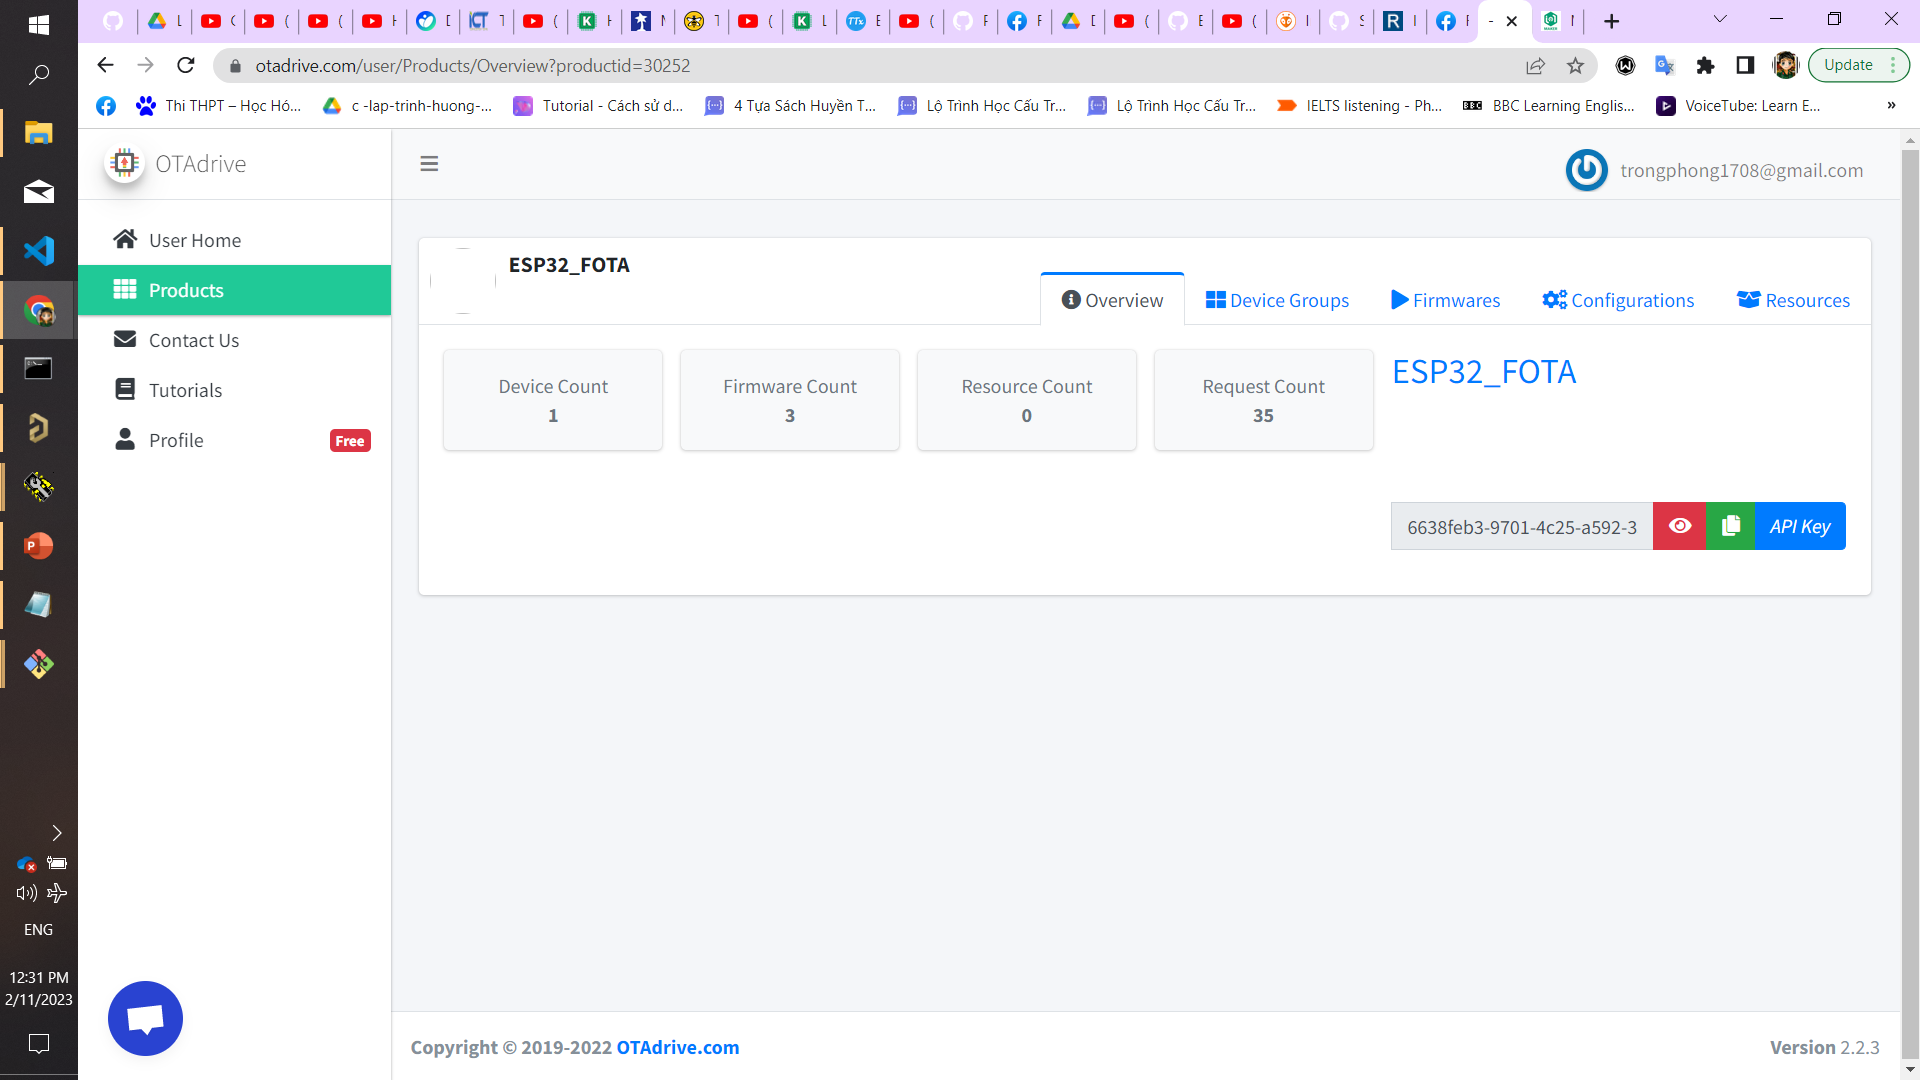 otadrive.com/user/Products/Overview?productid=30252
Update
Thi THPT – Học Hó...
c -lap-trinh-huong-...
Tutorial - Cách sử d...
4 Tựa Sách Huyền T...
Lộ Trình Học Cấu Tr...
Lộ Trình Học Cấu Tr...
IELTS listening - Ph...
BBC Learning Englis...
VoiceTube: Learn E...
OTAdrive
trongphong1708@gmail.com
User Home
Products
Contact Us
Tutorials
Profile
Free
ESP32_FOTA
Overview
Device Groups
Firmwares
Configurations
Resources
Device Count
1
Firmware Count
3
Resource Count
0
Request Count
35
ESP32_FOTA
6638feb3-9701-4c25-a592-3
API Key
ENG
12:31 PM
2/11/2023
Copyright © 2019-2022 OTAdrive.com
Version 2.2.3